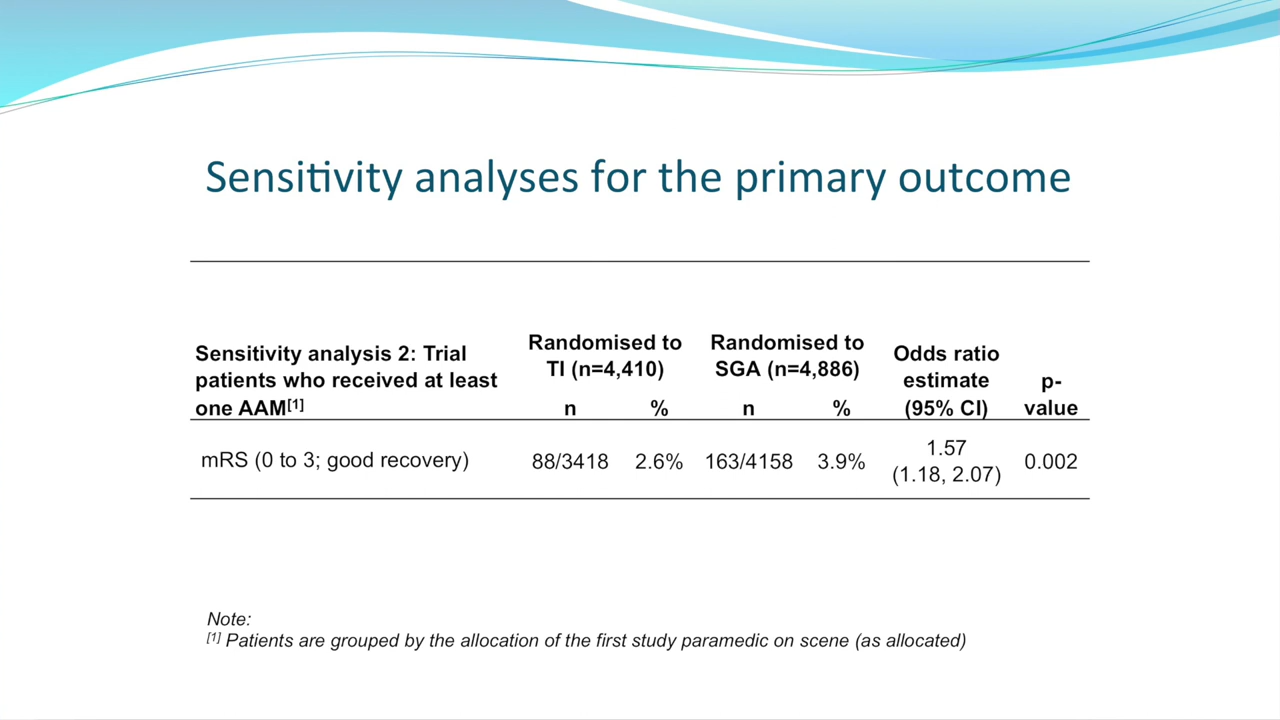 Sensitivity analyses for the primary outcome
Sensitivity analysis 2: Trial
patients who received at least
one AAM[1]
Randomised to
TI (n=4,410)
n %
Randomised to
SGA (n=4,886)
n %
Odds ratio
estimate
(95% CI)
p-
value
mRS (0 to 3; good recovery) 88/3418 2.6% 163/4158 3.9% 1.57
(1.18, 2.07) 0.002
Note:
[1] Patients are grouped by the allocation of the first study paramedic on scene (as allocated)